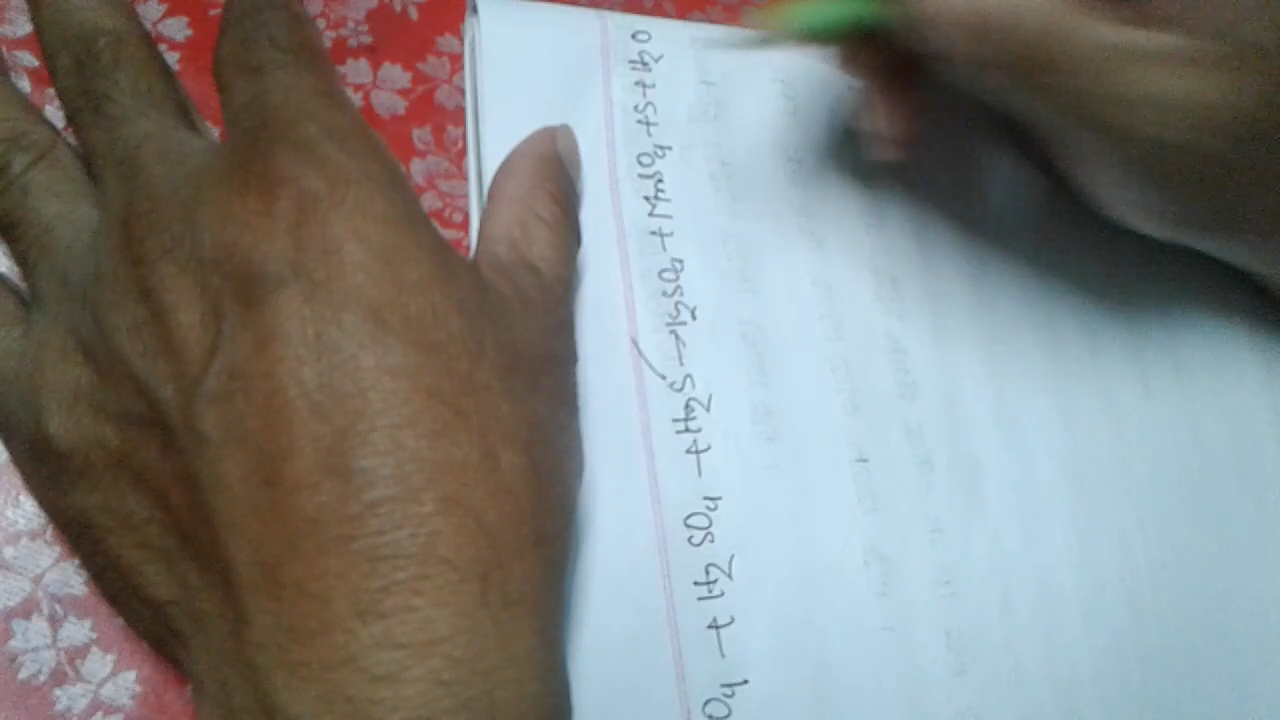 O₄ + H₂SO₄ + H₂S → K₂SO₄ + MnSO₄ + S + H₂O